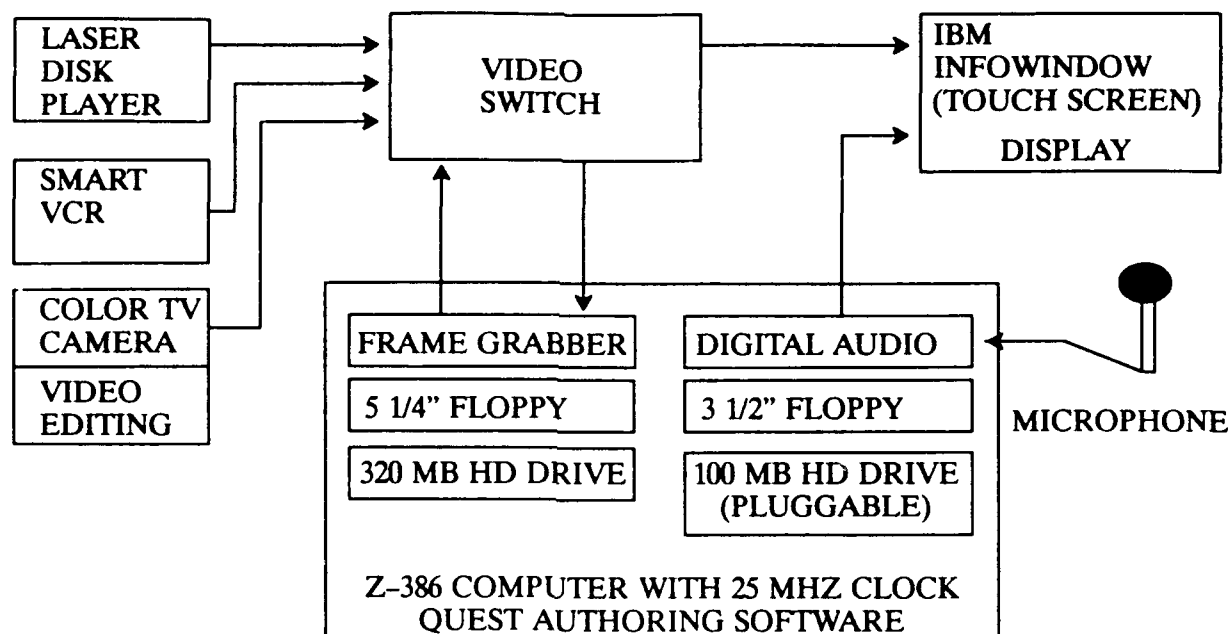 LASER
DISK
PLAYER
VIDEO
SWITCH
IBM
INFOWINDOW
(TOUCH SCREEN)
DISPLAY
SMART
VCR
COLOR TV
CAMERA
VIDEO
EDITING
FRAME GRABBER
DIGITAL AUDIO
5 1/4” FLOPPY
3 1/2” FLOPPY
MICROPHONE
320 MB HD DRIVE
100 MB HD DRIVE
(PLUGGABLE)
Z-386 COMPUTER WITH 25 MHZ CLOCK
QUEST AUTHORING SOFTWARE